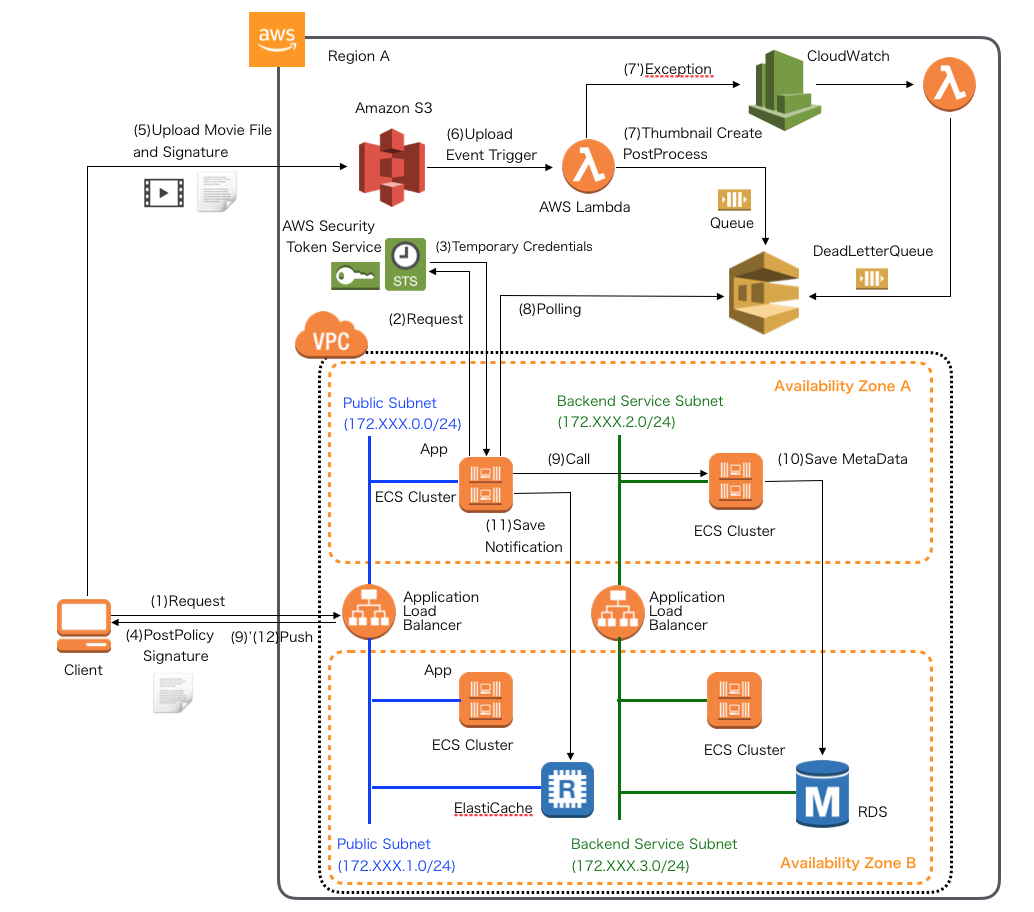 aws
Region A
CloudWatch
(7')Exception
Amazon S3
(5)Upload Movie File
and Signature
(6)Upload
Event Trigger
(7)Thumbnail Create
PostProcess
AWS Lambda
Queue
AWS Security
Token Service
STS
(3)Temporary Credentials
DeadLetterQueue
(2)Request
(8)Polling
VPC
Availability Zone A
Public Subnet
(172.XXX.0.0/24)
Backend Service Subnet
(172.XXX.2.0/24)
App
(9)Call
(10)Save MetaData
ECS Cluster
(11)Save
Notification
ECS Cluster
(1)Request
Application
Load
Balancer
Application
Load
Balancer
(4)PostPolicy
Signature
(9)'(12)Push
Client
App
ECS Cluster
ECS Cluster
R
ElastiCache
M
RDS
Public Subnet
(172.XXX.1.0/24)
Backend Service Subnet
(172.XXX.3.0/24)
Availability Zone B